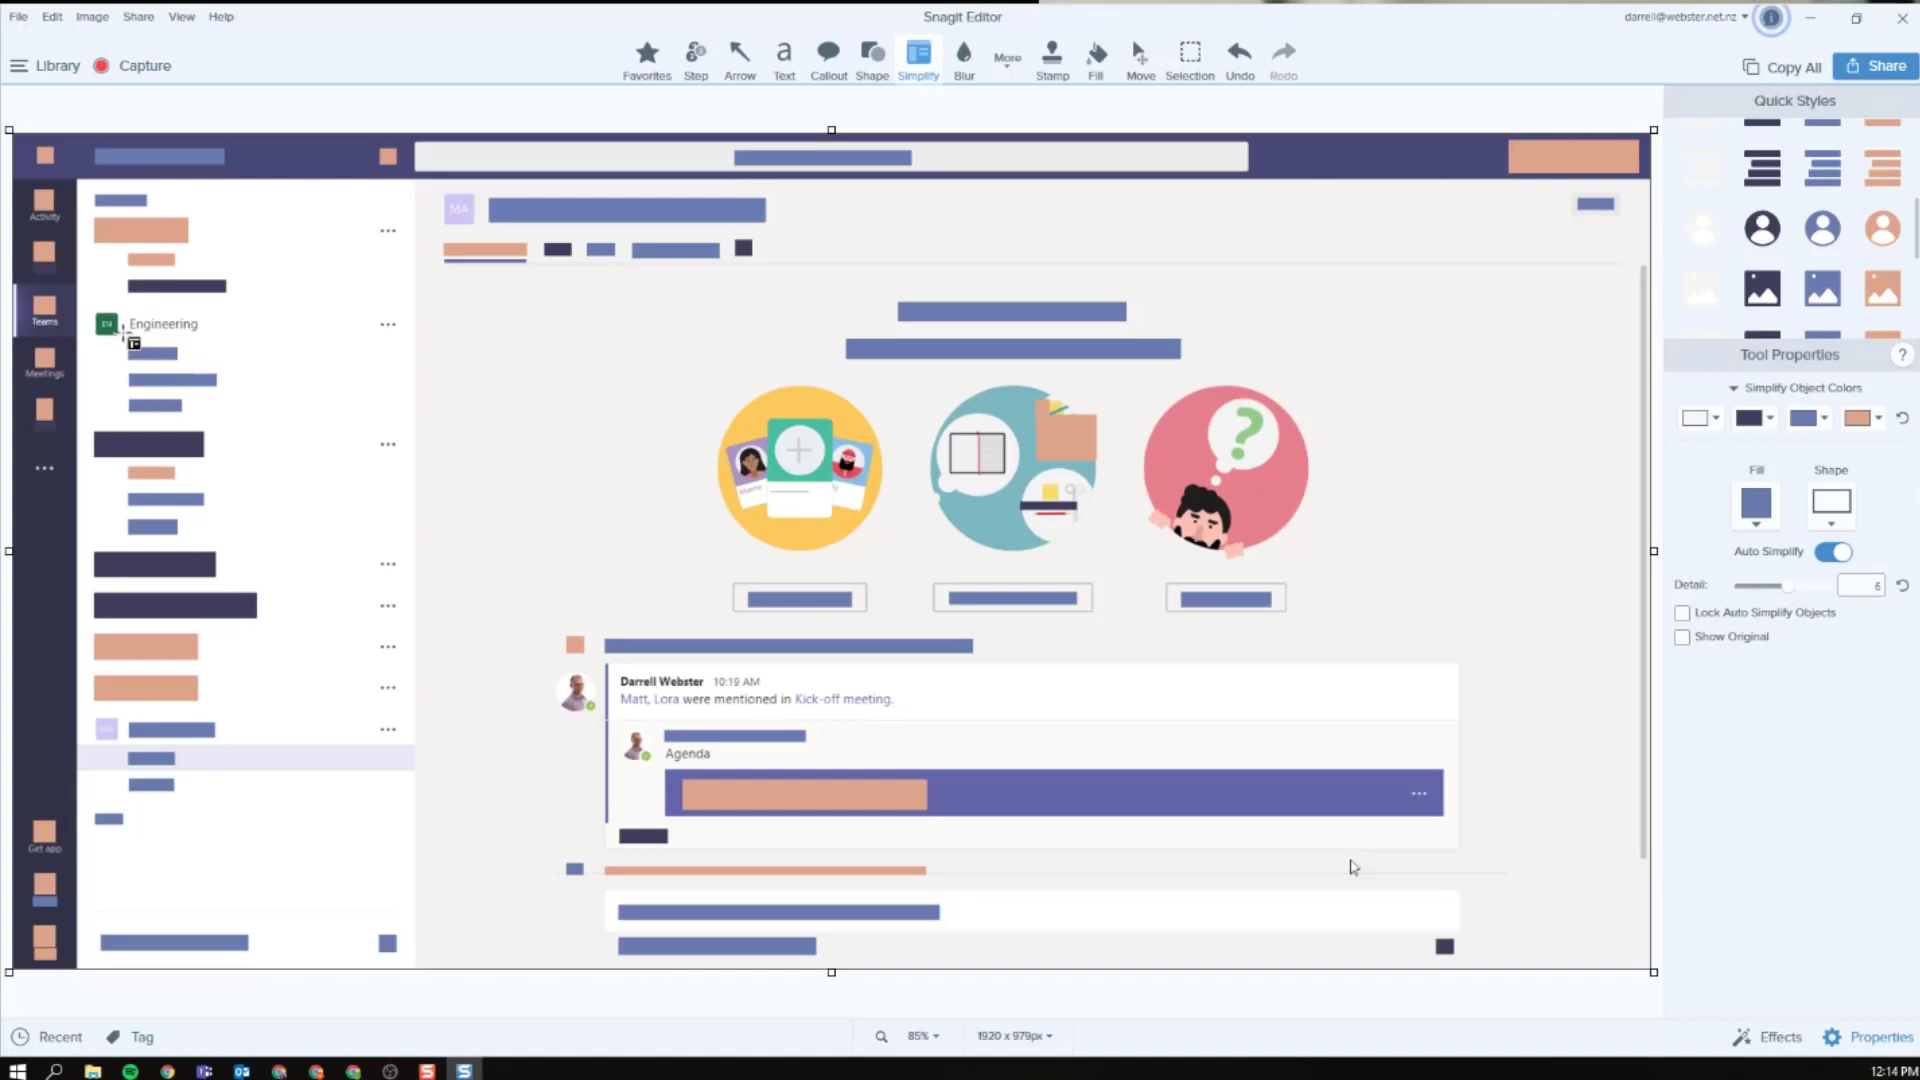 File Edit Image Share View Help
Snagit Editor
darrell@webster.net.nz
Library Capture
Favorites Step Arrow Text Callout Shape Simplify Blur More Stamp Fill Move Selection Undo Redo
Copy All Share
Quick Styles
MA
Activity
Teams
EN Engineering
Meetings
Tool Properties ?
Simplify Object Colors
Fill Shape
Auto Simplify
Detail: 6
Lock Auto Simplify Objects
Show Original
Darrell Webster 10:19 AM
Matt, Lora were mentioned in Kick-off meeting.
Agenda
MA
Get app
Recent Tag
85%
1920 x 979px
Effects Properties
12:14 PM